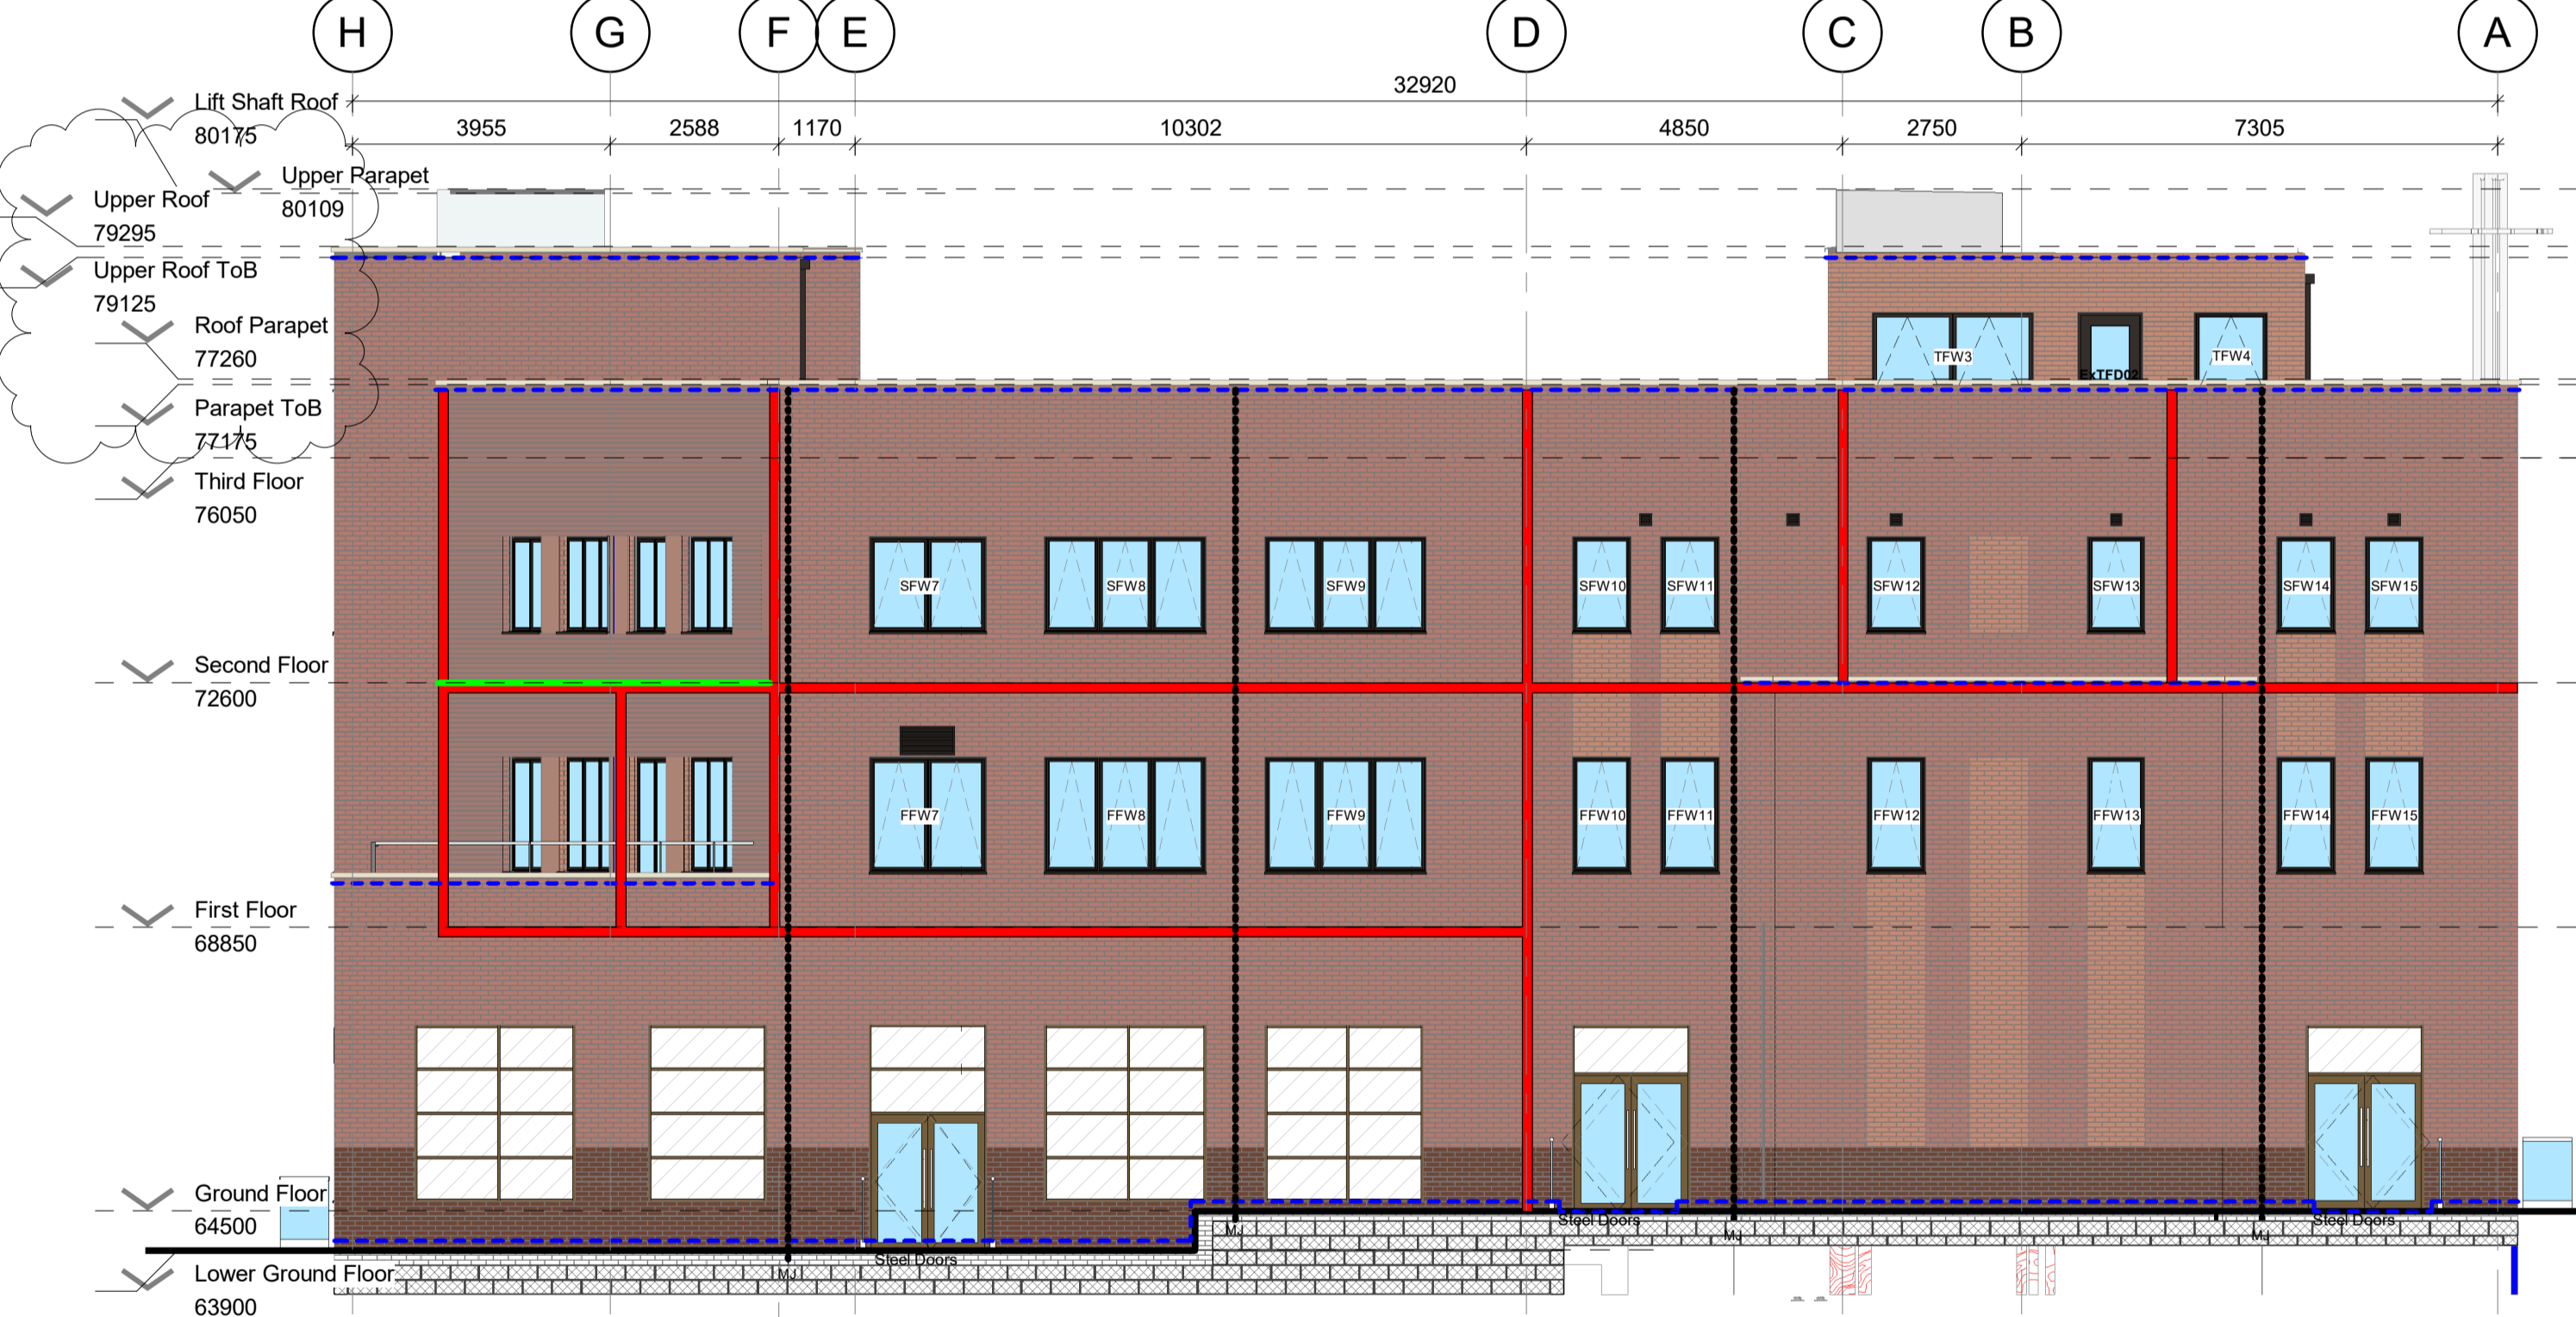 H G F E D C B A
32920
3955 2588 1170 10302 4850 2750 7305
Lift Shaft Roof
80175
Upper Parapet
80109
Upper Roof
79295
Upper Roof ToB
79125
Roof Parapet
77260
TFW3
TFW4
ExTFD02
Parapet ToB
77175
Third Floor
76050
SFW7 SFW8 SFW9 SFW10 SFW11 SFW12 SFW13 SFW14 SFW15
Second Floor
72600
FFW7 FFW8 FFW9 FFW10 FFW11 FFW12 FFW13 FFW14 FFW15
First Floor
68850
Ground Floor
64500
Steel Doors
Steel Doors
MJ
MJ
MJ
Steel Doors
MJ
Lower Ground Floor
63900